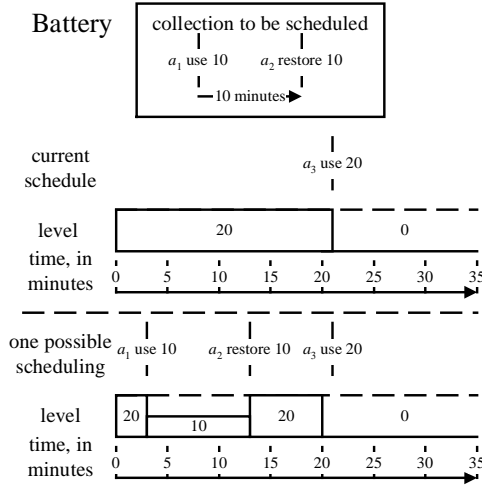 Battery
collection to be scheduled
a₁ use 10 a₂ restore 10
10 minutes
current
schedule
a₃ use 20
level
20 0
time, in
minutes
0 5 10 15 20 25 30 35
one possible
scheduling
a₁ use 10 a₂ restore 10 a₃ use 20
level
20 10 20 0
time, in
minutes
0 5 10 15 20 25 30 35